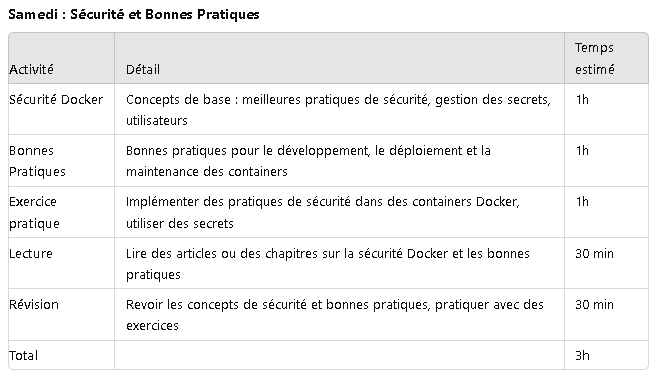 Samedi : Sécurité et Bonnes Pratiques
Temps
Activité Détail estimé
Sécurité Docker Concepts de base : meilleures pratiques de sécurité, gestion des secrets, 1h
utilisateurs
Bonnes Bonnes pratiques pour le développement, le déploiement et la 1h
Pratiques maintenance des containers
Exercice Implémenter des pratiques de sécurité dans des containers Docker, 1h
pratique utiliser des secrets
Lecture Lire des articles ou des chapitres sur la sécurité Docker et les bonnes 30 min
pratiques
Révision Revoir les concepts de sécurité et bonnes pratiques, pratiquer avec des 30 min
exercices
Total 3h